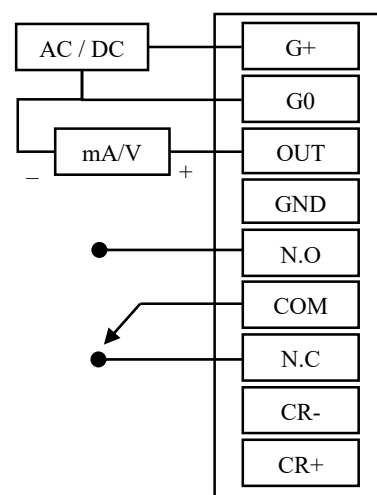 AC / DC
G+
G0
mA/V
– +
OUT
GND
N.O
COM
N.C
CR-
CR+